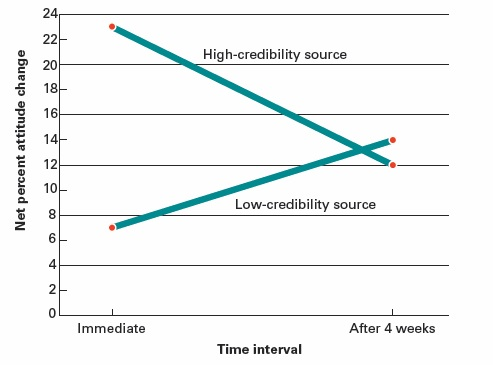 24
22
20
18
16
14
12
10
8
6
4
2
0
Net percent attitude change
High-credibility source
Low-credibility source
Immediate
After 4 weeks
Time interval